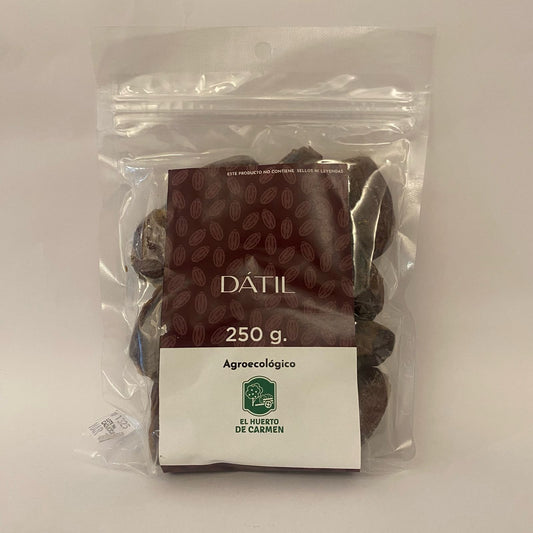 ESTE PRODUCTO NO CONTIENE SELLOS NI LEYENDAS
DÁTIL
250 g.
Agroecológico
EL HUERTO
DE CARMEN